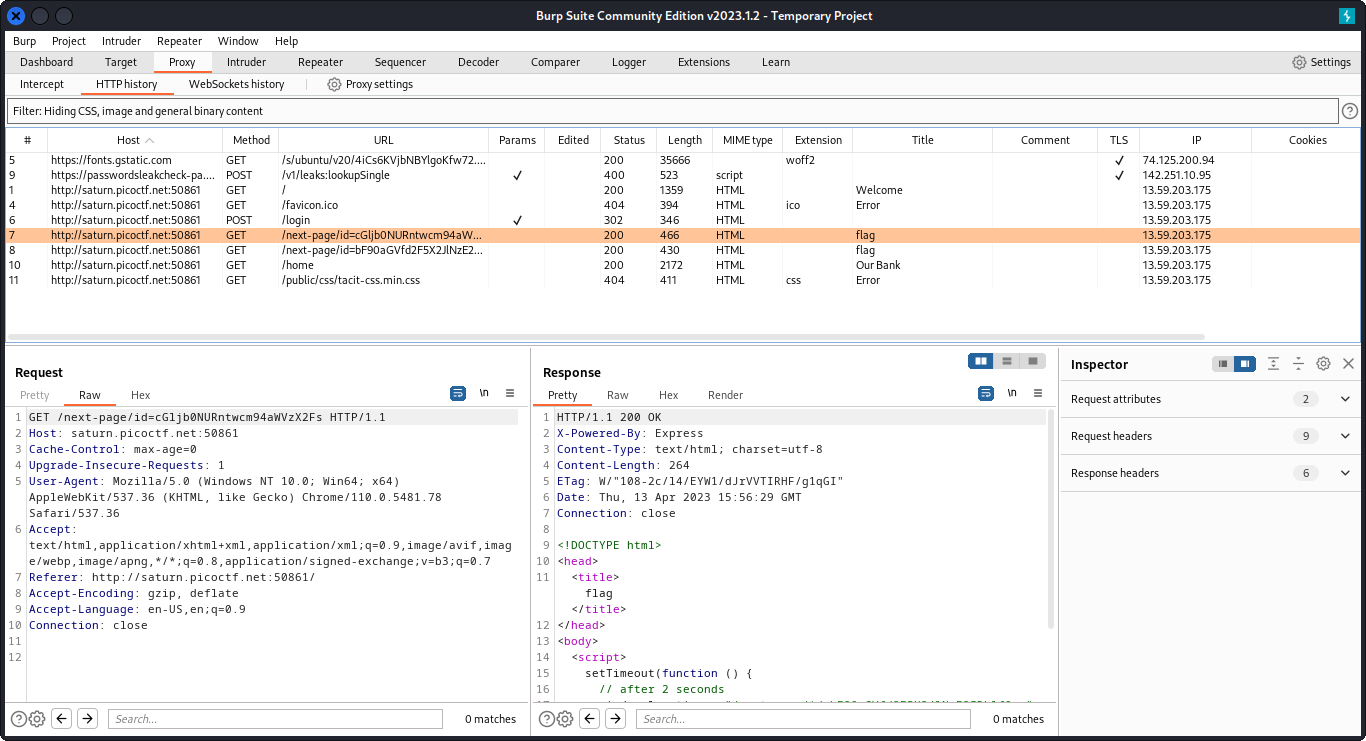 Burp Suite Community Edition v2023.1.2 - Temporary Project
Burp Project Intruder Repeater Window Help
Dashboard Target Proxy Intruder Repeater Sequencer Decoder Comparer Logger Extensions Learn Settings
Intercept HTTP history WebSockets history Proxy settings
Filter: Hiding CSS, image and general binary content
# Host Method URL Params Edited Status Length MIME type Extension Title Comment TLS IP Cookies
5 https://fonts.gstatic.com GET /s/ubuntu/v20/4iCs6KVjbNBYlgoKfw72.... 200 35666 woff2 ✓ 74.125.200.94
9 https://passwordsleakcheck-pa.... POST /v1/leaks:lookupSingle ✓ 400 523 script ✓ 142.251.10.95
1 http://saturn.picoctf.net:50861 GET / 200 1359 HTML Welcome 13.59.203.175
4 http://saturn.picoctf.net:50861 GET /favicon.ico 404 394 HTML ico Error 13.59.203.175
6 http://saturn.picoctf.net:50861 POST /login ✓ 302 346 HTML 13.59.203.175
7 http://saturn.picoctf.net:50861 GET /next-page/id=cGljb0NURntwcm94aW... 200 466 HTML flag 13.59.203.175
8 http://saturn.picoctf.net:50861 GET /next-page/id=bF90aGVfd2F5X2JlNzE2... 200 430 HTML flag 13.59.203.175
10 http://saturn.picoctf.net:50861 GET /home 200 2172 HTML Our Bank 13.59.203.175
11 http://saturn.picoctf.net:50861 GET /public/css/tacit-css.min.css 404 411 HTML css Error 13.59.203.175
Request
Pretty Raw Hex \n
1 GET /next-page/id=cGljb0NURntwcm94aWVzX2Fs HTTP/1.1
2 Host: saturn.picoctf.net:50861
3 Cache-Control: max-age=0
4 Upgrade-Insecure-Requests: 1
5 User-Agent: Mozilla/5.0 (Windows NT 10.0; Win64; x64)
AppleWebKit/537.36 (KHTML, like Gecko) Chrome/110.0.5481.78
Safari/537.36
6 Accept:
text/html,application/xhtml+xml,application/xml;q=0.9,image/avif,imag
e/webp,image/apng,*/*;q=0.8,application/signed-exchange;v=b3;q=0.7
7 Referer: http://saturn.picoctf.net:50861/
8 Accept-Encoding: gzip, deflate
9 Accept-Language: en-US,en;q=0.9
10 Connection: close
11
12
Search... 0 matches
Response
Pretty Raw Hex Render \n
1 HTTP/1.1 200 OK
2 X-Powered-By: Express
3 Content-Type: text/html; charset=utf-8
4 Content-Length: 264
5 ETag: W/"108-2c/l4/EYW1/dJrVVTIRHF/g1qGI"
6 Date: Thu, 13 Apr 2023 15:56:29 GMT
7 Connection: close
8
9 <!DOCTYPE html>
10 <head>
11 <title>
flag
</title>
12 </head>
13 <body>
14 <script>
15 setTimeout(function () {
16 // after 2 seconds
Search... 0 matches
Inspector
Request attributes 2
Request headers 9
Response headers 6